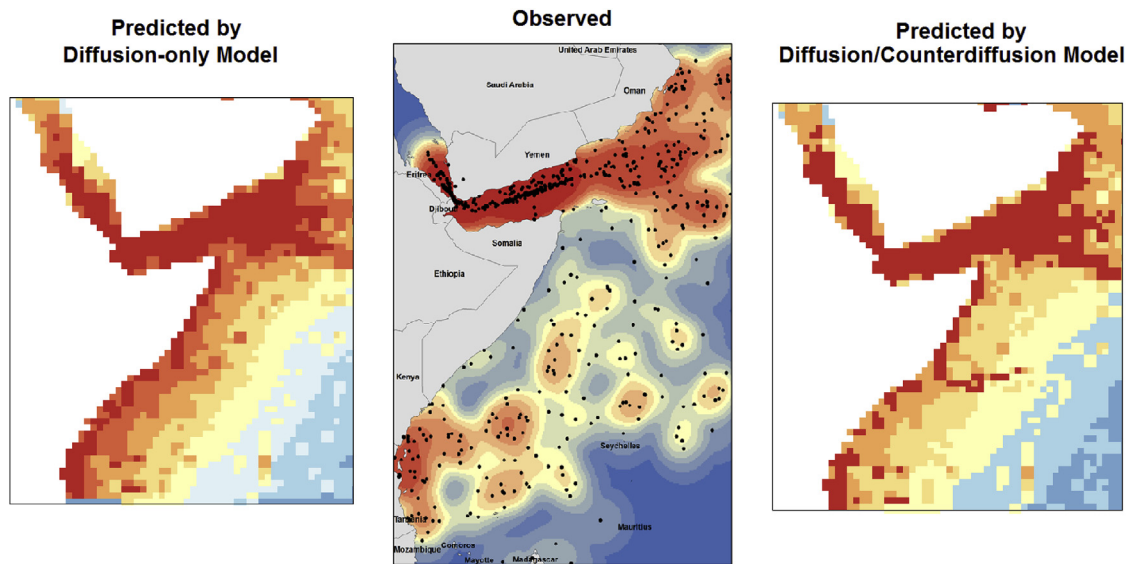 Predicted by
Diffusion-only Model
Observed
Predicted by
Diffusion/Counterdiffusion Model
United Arab Emirates
Saudi Arabia
Oman
Yemen
Eritrea
Djibouti
Somalia
Ethiopia
Kenya
Seychelles
Tanzania
Mauritius
Mozambique
Comoros
Mayotte
Madagascar